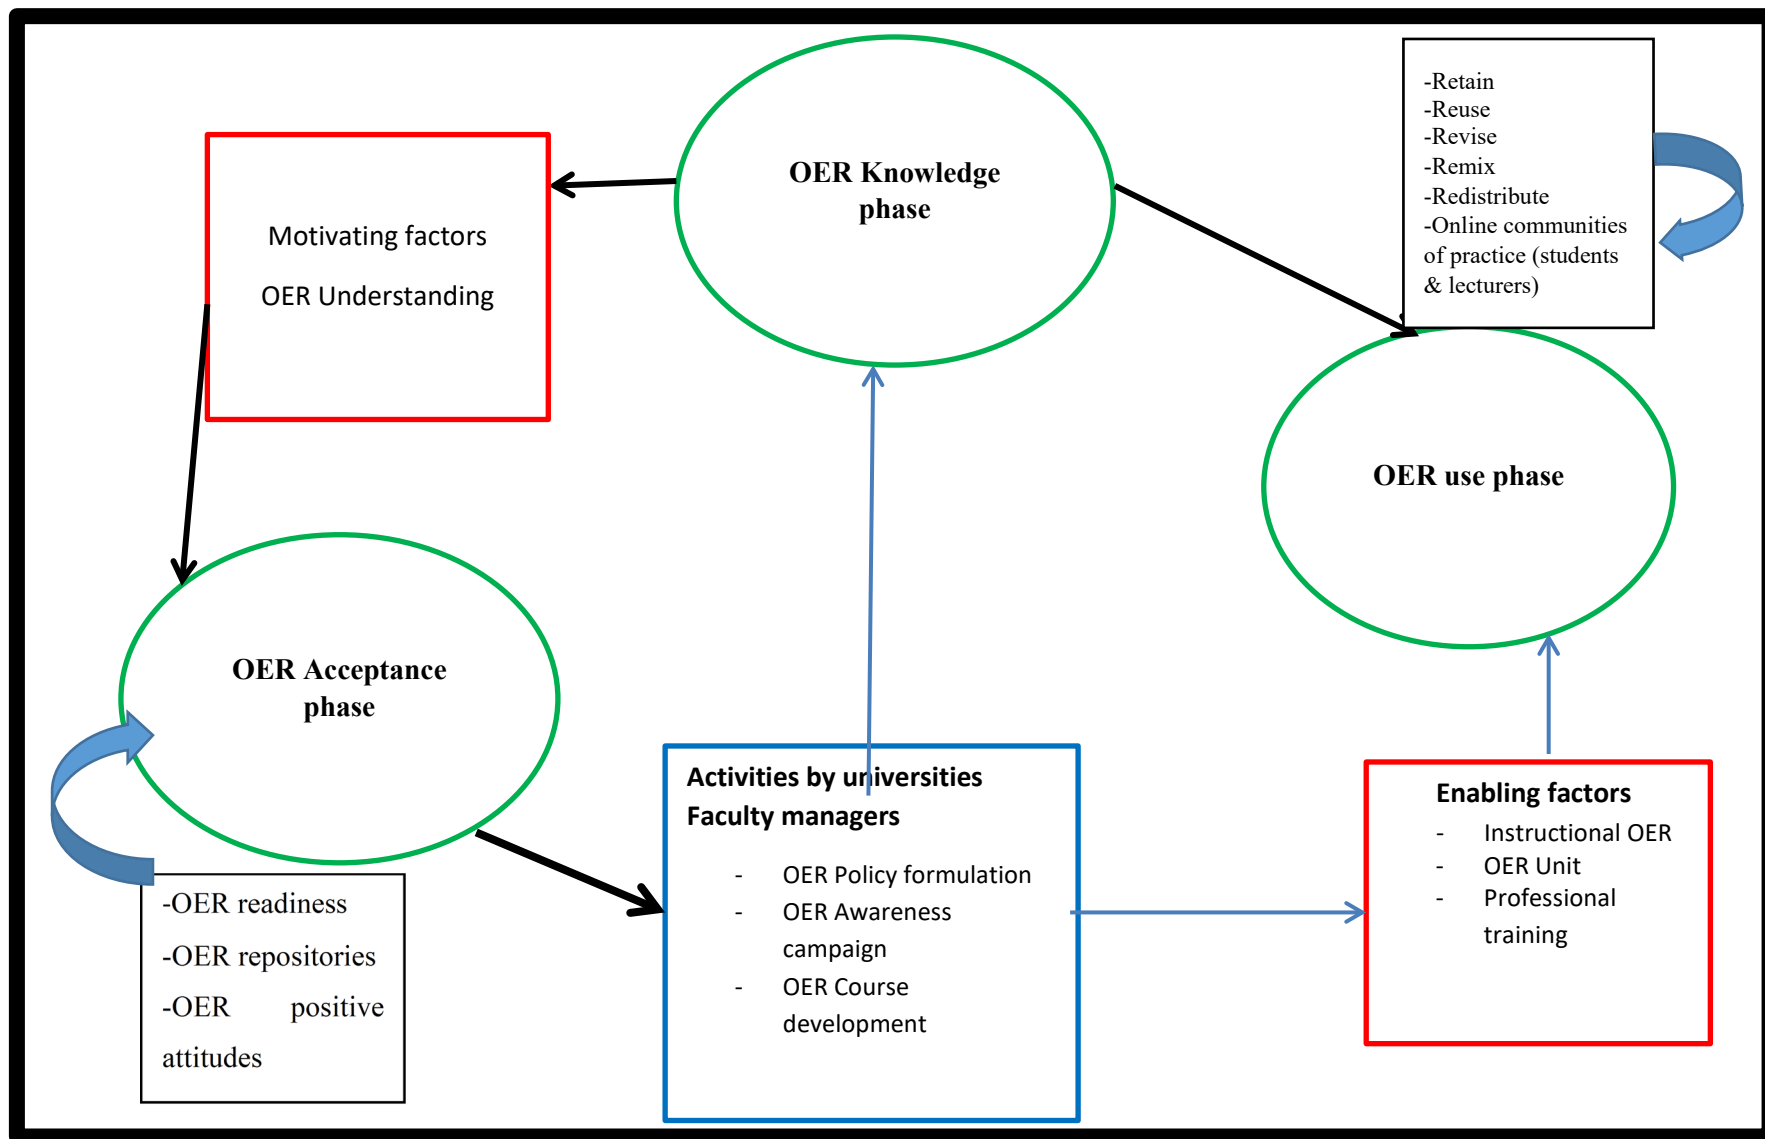 OER Knowledge
phase
-Retain
-Reuse
-Revise
-Remix
-Redistribute
-Online communities
of practice (students
& lecturers)
Motivating factors
OER Understanding
OER use phase
OER Acceptance
phase
-OER readiness
-OER repositories
-OER positive
attitudes
Activities by universities
Faculty managers
- OER Policy formulation
- OER Awareness
campaign
- OER Course
development
Enabling factors
- Instructional OER
- OER Unit
- Professional
training